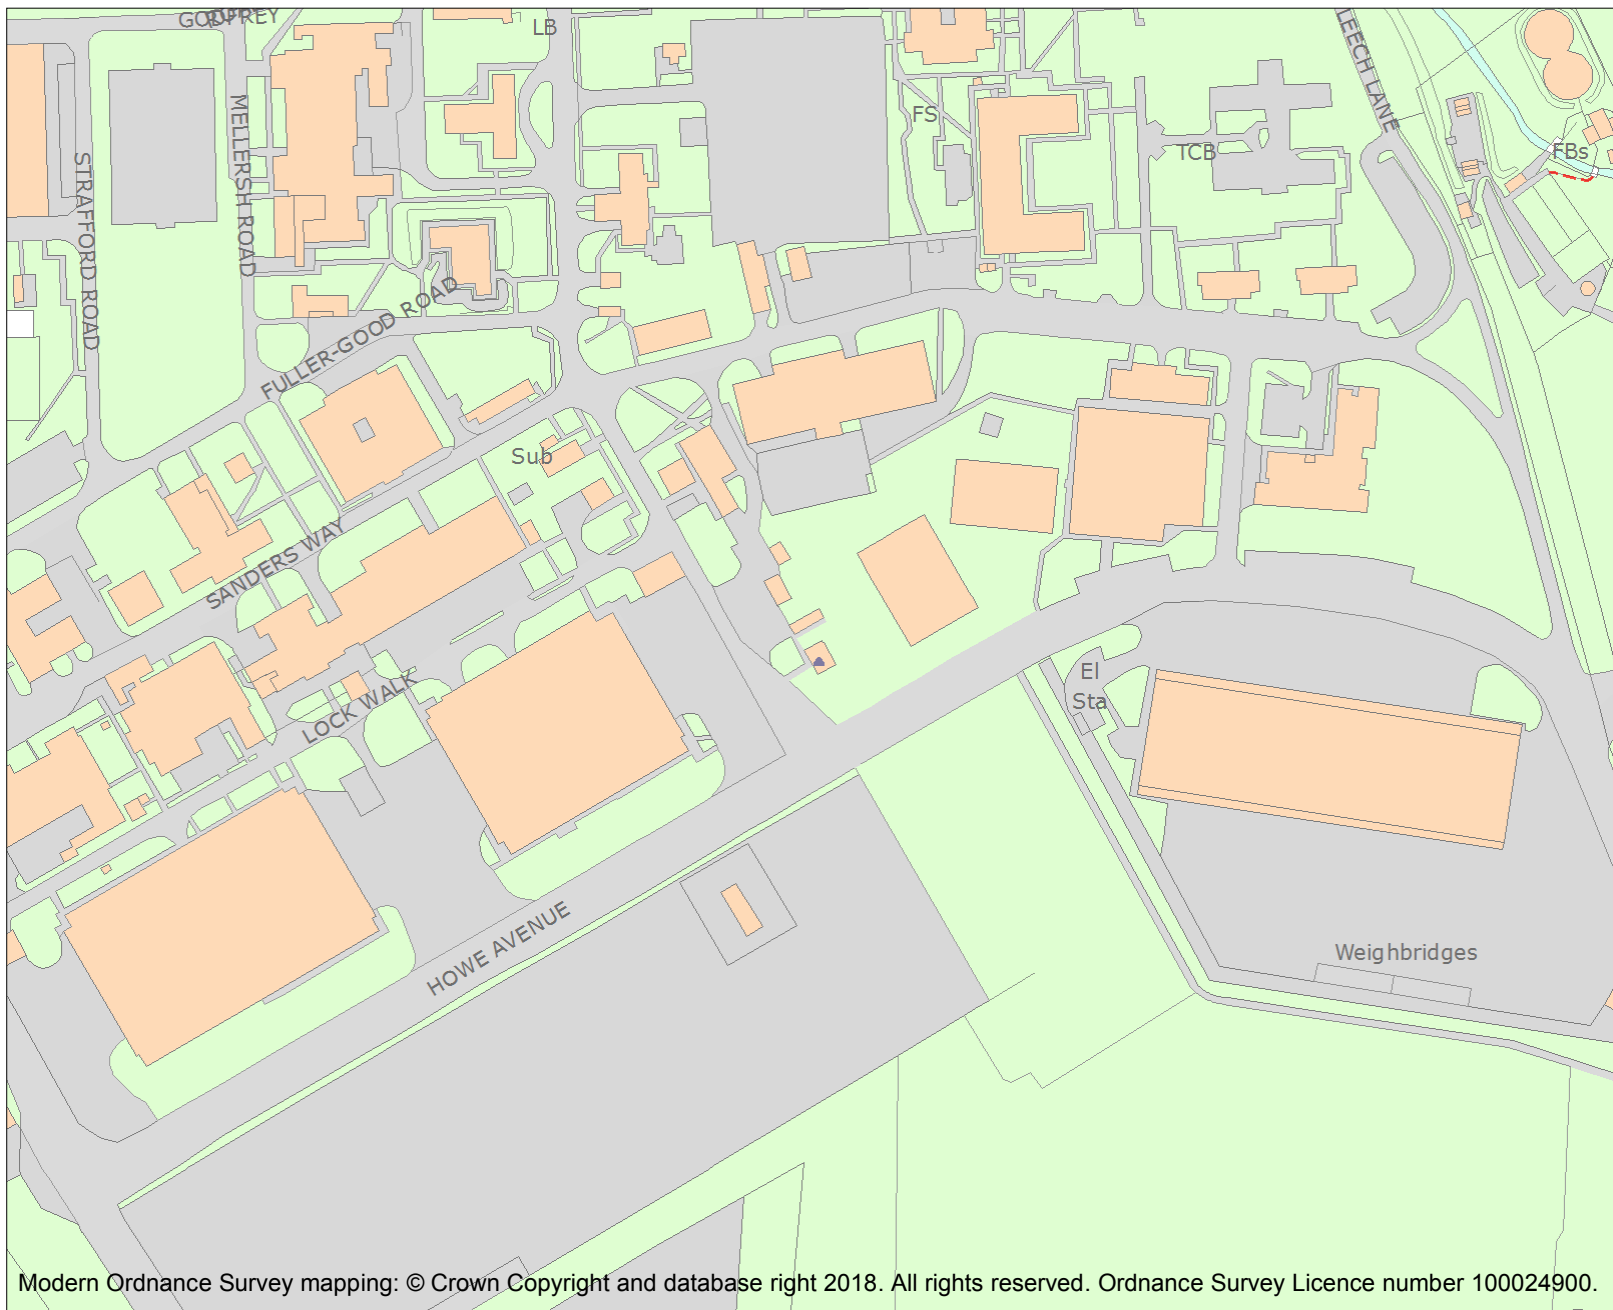 GODFREY
LB
LEECH LANE
MELLERSH ROAD
FS
TCB
FBs
STRAFFORD ROAD
FULLER-GOOD ROAD
Sub
SANDERS WAY
El
Sta
LOCK WALK
HOWE AVENUE
Weighbridges
Modern Ordnance Survey mapping: © Crown Copyright and database right 2018. All rights reserved. Ordnance Survey Licence number 100024900.